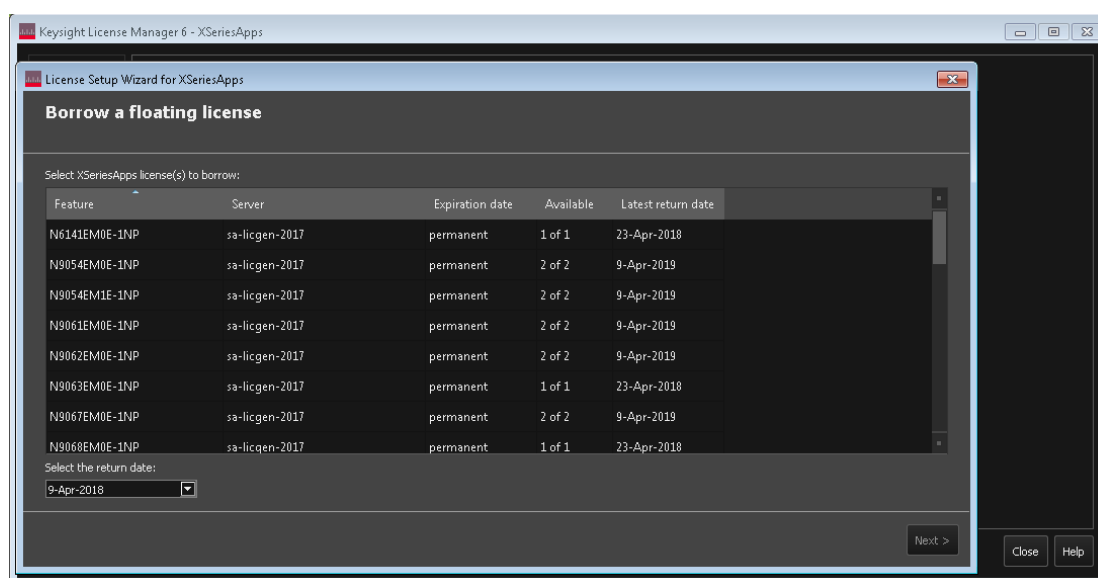 Keysight License Manager 6 - XSeriesApps
License Setup Wizard for XSeriesApps
Borrow a floating license
Select XSeriesApps license(s) to borrow:
Feature Server Expiration date Available Latest return date
N6141EM0E-1NP sa-licgen-2017 permanent 1 of 1 23-Apr-2018
N9054EM0E-1NP sa-licgen-2017 permanent 2 of 2 9-Apr-2019
N9054EM1E-1NP sa-licgen-2017 permanent 2 of 2 9-Apr-2019
N9061EM0E-1NP sa-licgen-2017 permanent 2 of 2 9-Apr-2019
N9062EM0E-1NP sa-licgen-2017 permanent 2 of 2 9-Apr-2019
N9063EM0E-1NP sa-licgen-2017 permanent 1 of 1 23-Apr-2018
N9067EM0E-1NP sa-licgen-2017 permanent 2 of 2 9-Apr-2019
N9068EM0E-1NP sa-licgen-2017 permanent 1 of 1 23-Apr-2018
Select the return date:
9-Apr-2018
Next >
Close Help